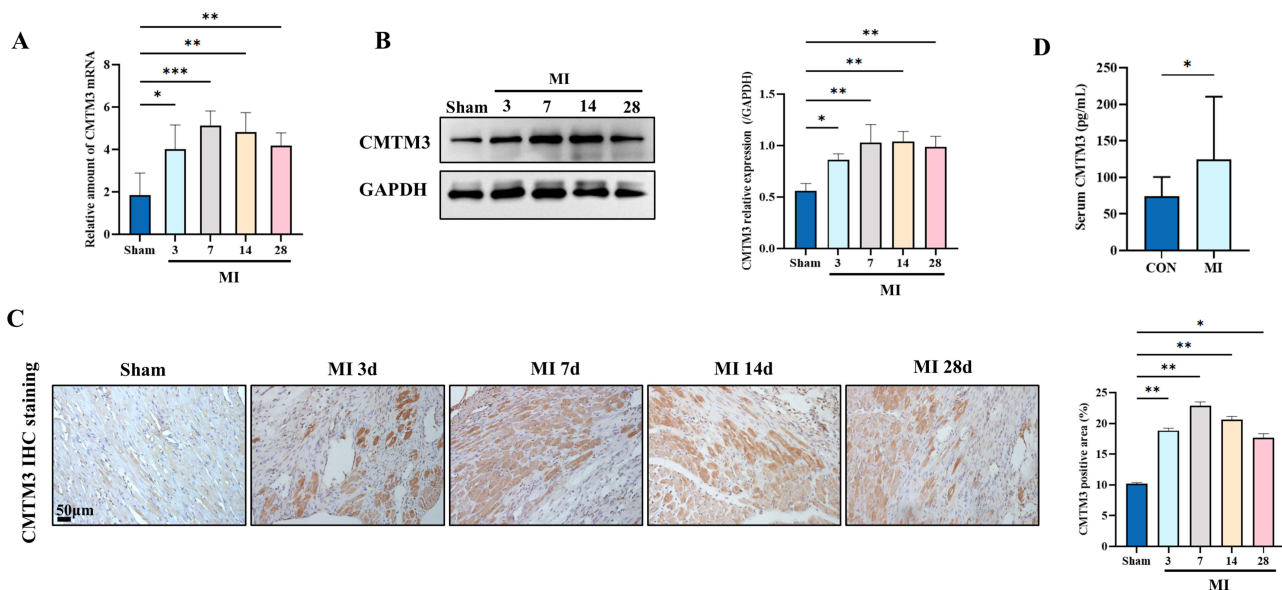 A
**
**
***
*
Relative amount of CMTM3 mRNA
8
6
4
2
0
Sham 3 7 14 28
MI
B
MI
Sham 3 7 14 28
CMTM3
GAPDH
**
**
**
*
CMTM3 relative expression (/GAPDH)
1.5
1.0
0.5
0.0
Sham 3 7 14 28
MI
D
*
Serum CMTM3 (pg/mL)
250
200
150
100
50
0
CON MI
C
CMTM3 IHC staining
Sham MI 3d MI 7d MI 14d MI 28d
50μm
*
**
**
**
CMTM3 positive area (%)
25
20
15
10
5
0
Sham 3 7 14 28
MI